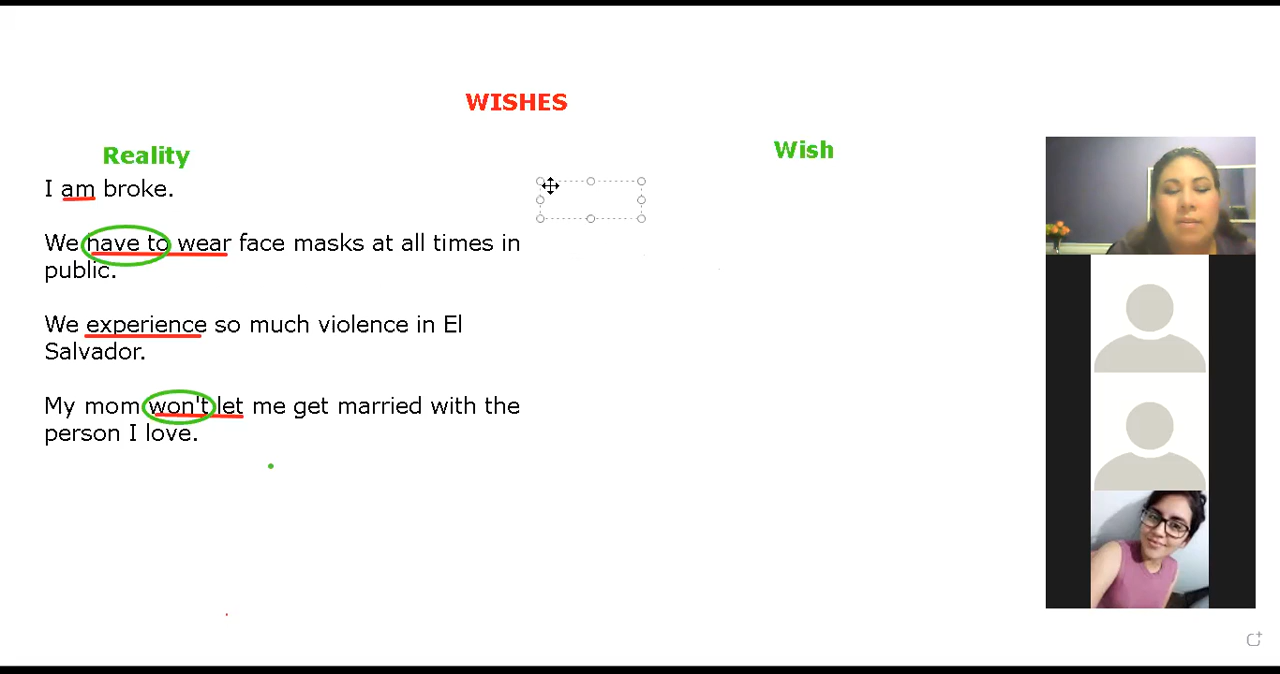 WISHES
Reality
Wish
I am broke.
We have to wear face masks at all times in
public.
We experience so much violence in El
Salvador.
My mom won't let me get married with the
person I love.